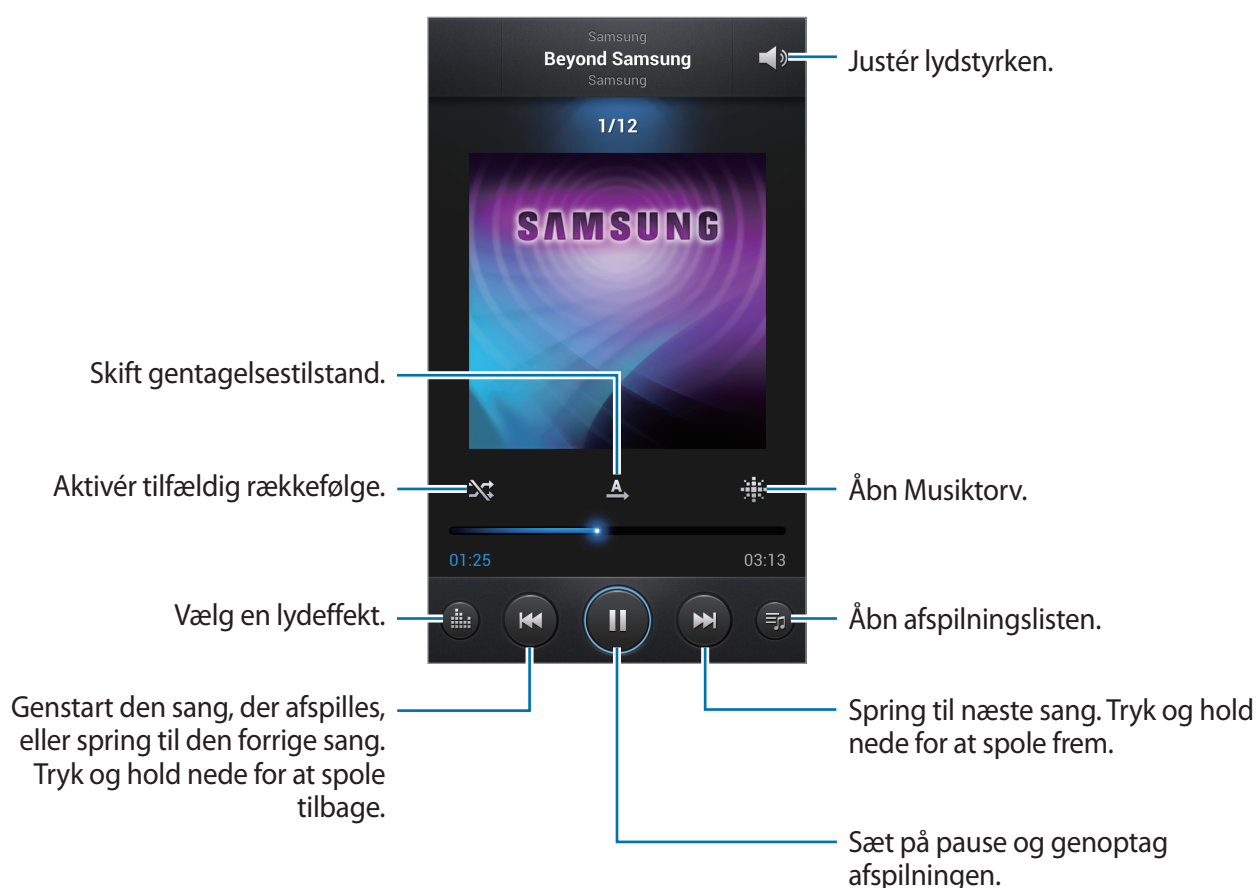 Samsung
Beyond Samsung
Samsung
Justér lydstyrken.
1/12
SAMSUNG
Skift gentagelsestilstand.
Aktivér tilfældig rækkefølge.
A
Åbn Musiktorv.
01:25
03:13
Vælg en lydeffekt.
Åbn afspilningslisten.
Genstart den sang, der afspilles,
eller spring til den forrige sang.
Tryk og hold nede for at spole
tilbage.
Spring til næste sang. Tryk og hold
nede for at spole frem.
Sæt på pause og genoptag
afspilningen.